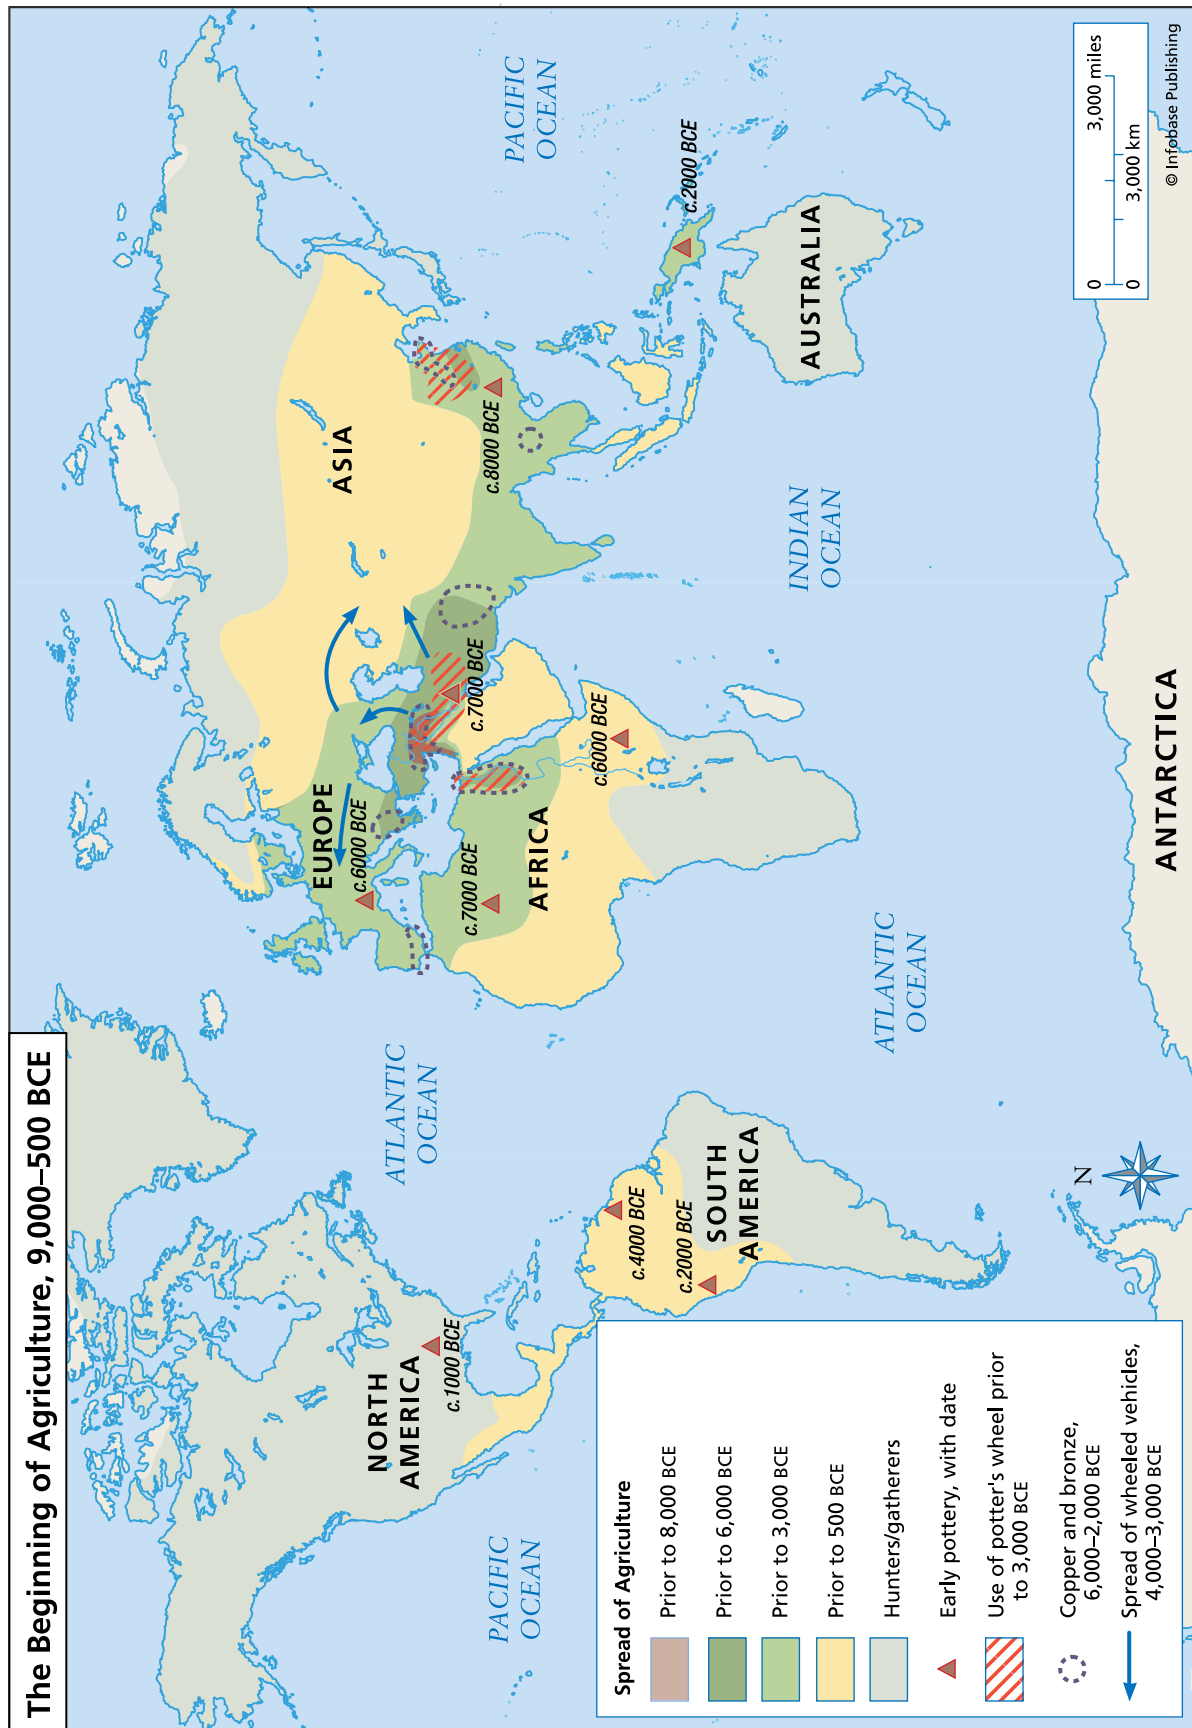 The Beginning of Agriculture, 9,000–500 BCE
NORTH
AMERICA
c.1000 BCE
PACIFIC
OCEAN
ATLANTIC
OCEAN
c.4000 BCE
c.2000 BCE
SOUTH
AMERICA
ATLANTIC
OCEAN
EUROPE
c.6000 BCE
c.7000 BCE
AFRICA
c.6000 BCE
c.7000 BCE
ASIA
c.8000 BCE
INDIAN
OCEAN
PACIFIC
OCEAN
c.2000 BCE
AUSTRALIA
ANTARCTICA
N
Spread of Agriculture
Prior to 8,000 BCE
Prior to 6,000 BCE
Prior to 3,000 BCE
Prior to 500 BCE
Hunters/gatherers
Early pottery, with date
Use of potter's wheel prior
to 3,000 BCE
Copper and bronze,
6,000–2,000 BCE
Spread of wheeled vehicles,
4,000–3,000 BCE
0 3,000 miles
0 3,000 km
© Infobase Publishing